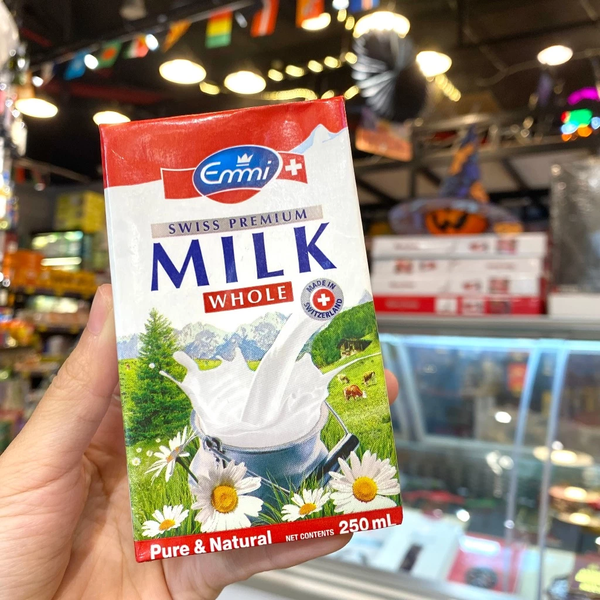 Emmi
SWISS PREMIUM
MILK
WHOLE
MADE IN
SWITZERLAND
Pure & Natural NET CONTENTS 250 mL